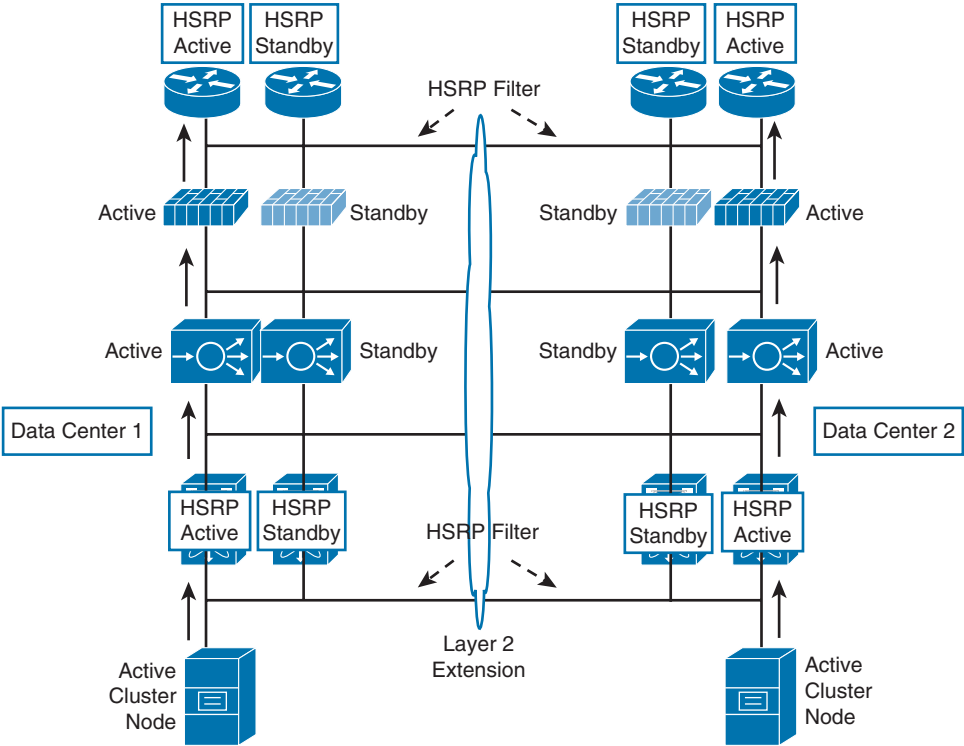 HSRP
Active
HSRP
Standby
HSRP
Standby
HSRP
Active
HSRP Filter
Active
Standby
Standby
Active
Active
Standby
Standby
Active
Data Center 1
Data Center 2
HSRP
Active
HSRP
Standby
HSRP Filter
HSRP
Standby
HSRP
Active
Layer 2
Extension
Active
Cluster
Node
Active
Cluster
Node